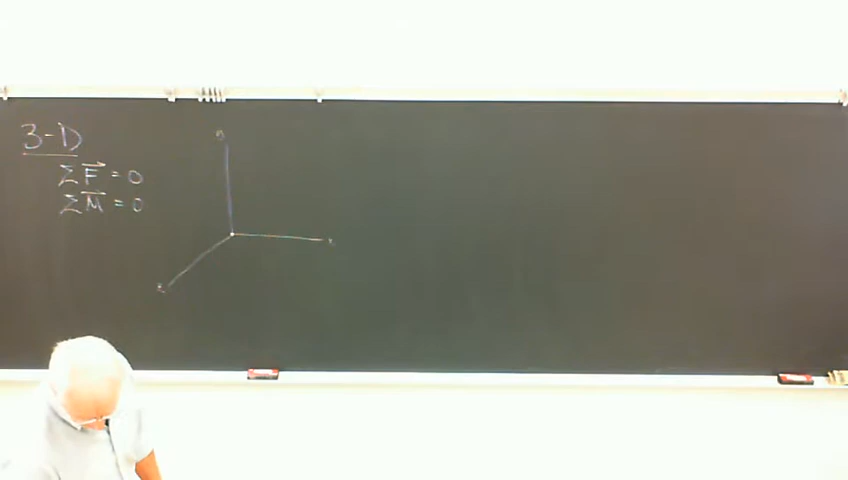 3-D
ΣF⃗ = 0
ΣM⃗ = 0